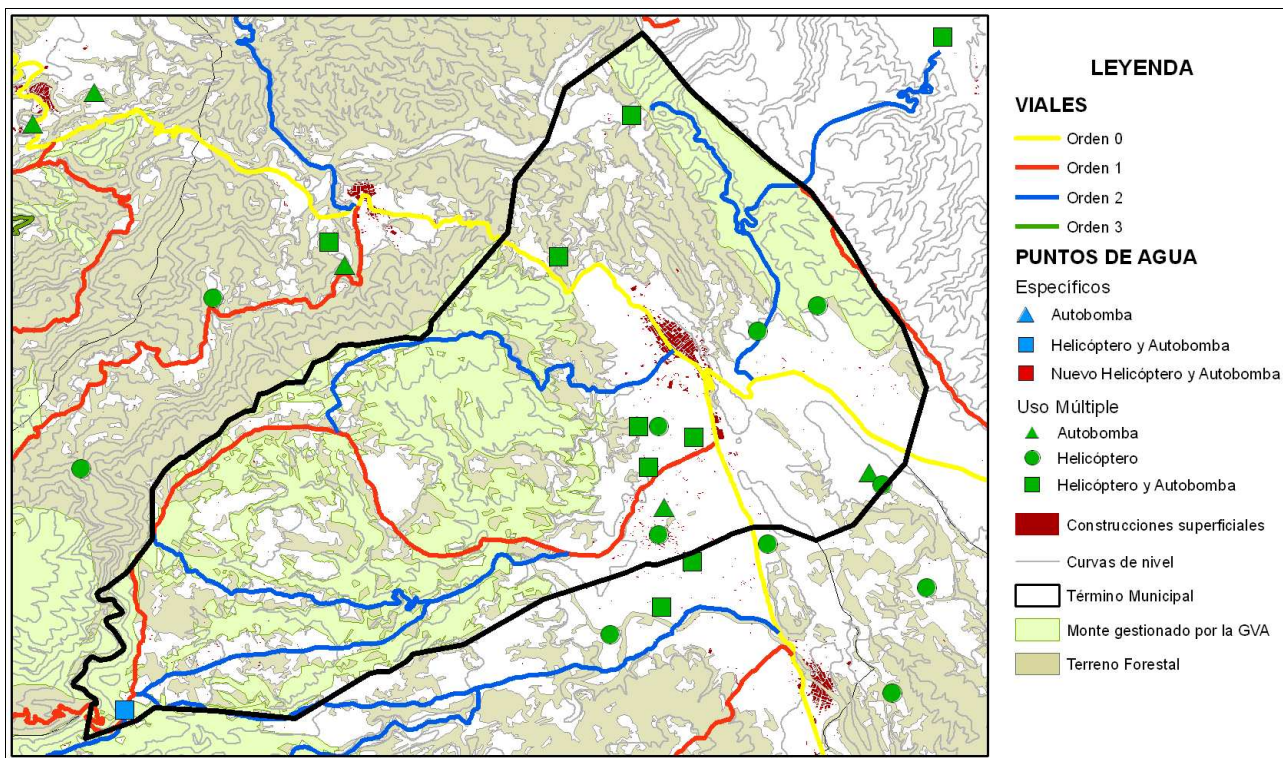 LEYENDA
VIALES
Orden 0
Orden 1
Orden 2
Orden 3
PUNTOS DE AGUA
Específicos
Autobomba
Helicóptero y Autobomba
Nuevo Helicóptero y Autobomba
Uso Múltiple
Autobomba
Helicóptero
Helicóptero y Autobomba
Construcciones superficiales
Curvas de nivel
Término Municipal
Monte gestionado por la GVA
Terreno Forestal